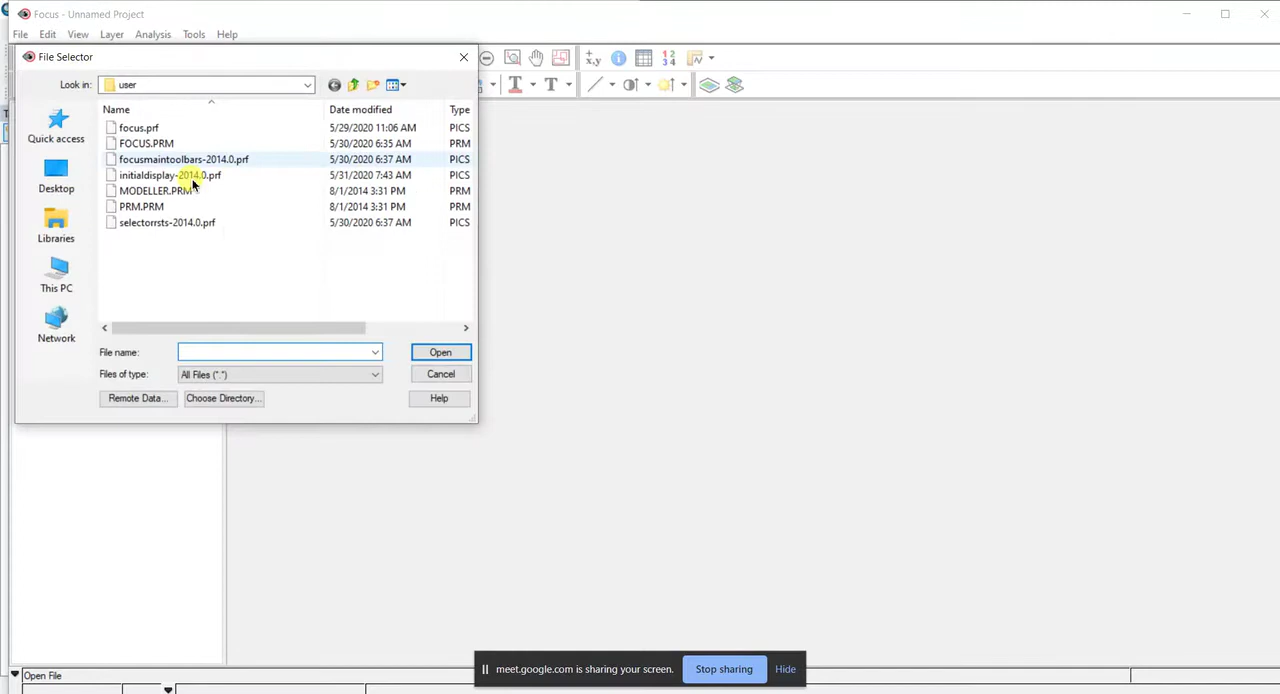 Focus - Unnamed Project
File Edit View Layer Analysis Tools Help
File Selector
Look in: user
Name Date modified Type
focus.prf 5/29/2020 11:06 AM PICS
FOCUS.PRM 5/30/2020 6:35 AM PRM
focusmaintoolbars-2014.0.prf 5/30/2020 6:37 AM PICS
initialdisplay-2014.0.prf 5/31/2020 7:43 AM PICS
MODELLER.PRM 8/1/2014 3:31 PM PRM
PRM.PRM 8/1/2014 3:31 PM PRM
selectorrsts-2014.0.prf 5/30/2020 6:37 AM PICS
Quick access
Desktop
Libraries
This PC
Network
File name: Open
Files of type: All Files (*.*) Cancel
Remote Data... Choose Directory... Help
meet.google.com is sharing your screen. Stop sharing Hide
Open File